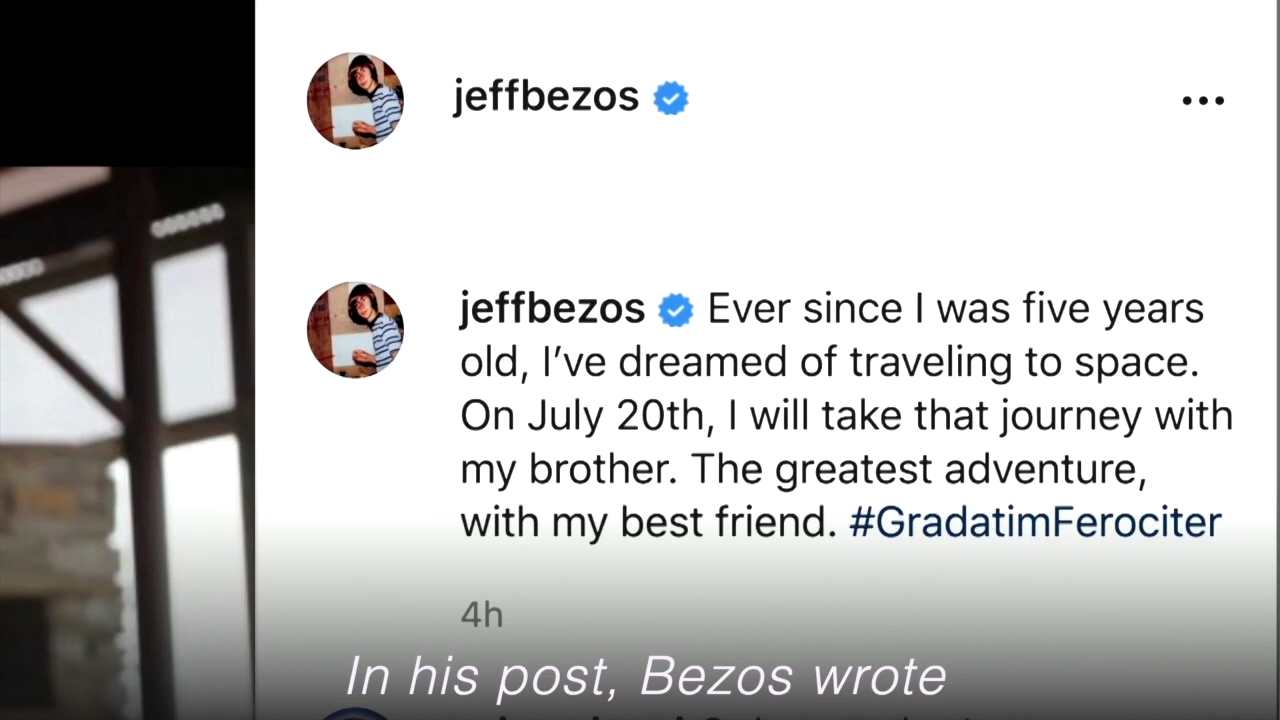 jeffbezos
jeffbezos Ever since I was five years
old, I’ve dreamed of traveling to space.
On July 20th, I will take that journey with
my brother. The greatest adventure,
with my best friend. #GradatimFerociter
4h
In his post, Bezos wrote